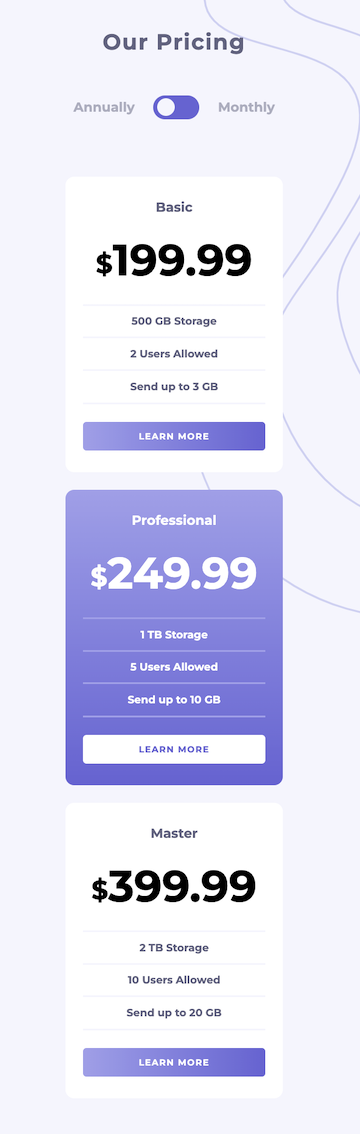 Our Pricing
Annually Monthly
Basic
$199.99
500 GB Storage
2 Users Allowed
Send up to 3 GB
LEARN MORE
Professional
$249.99
1 TB Storage
5 Users Allowed
Send up to 10 GB
LEARN MORE
Master
$399.99
2 TB Storage
10 Users Allowed
Send up to 20 GB
LEARN MORE